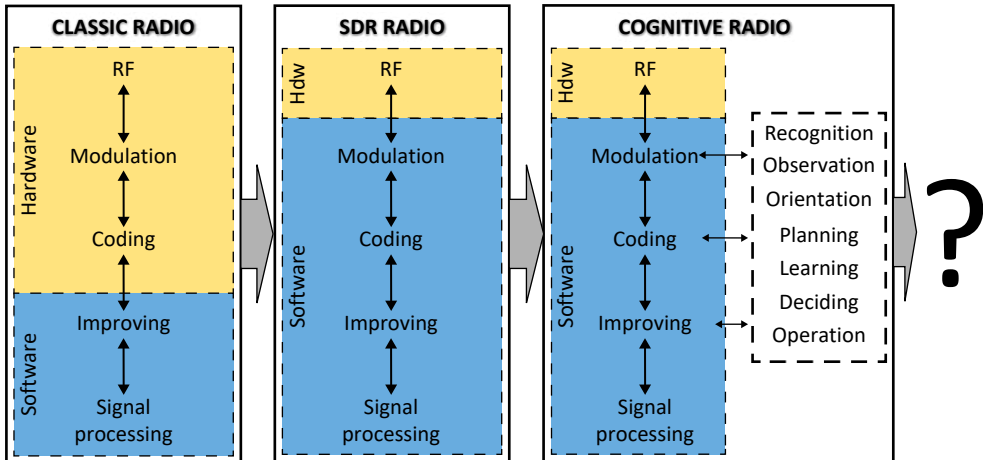 CLASSIC RADIO
Hardware
RF
Modulation
Coding
Software
Improving
Signal
processing
SDR RADIO
Hdw
RF
Software
Modulation
Coding
Improving
Signal
processing
COGNITIVE RADIO
Hdw
RF
Software
Modulation
Coding
Improving
Signal
processing
Recognition
Observation
Orientation
Planning
Learning
Deciding
Operation
?